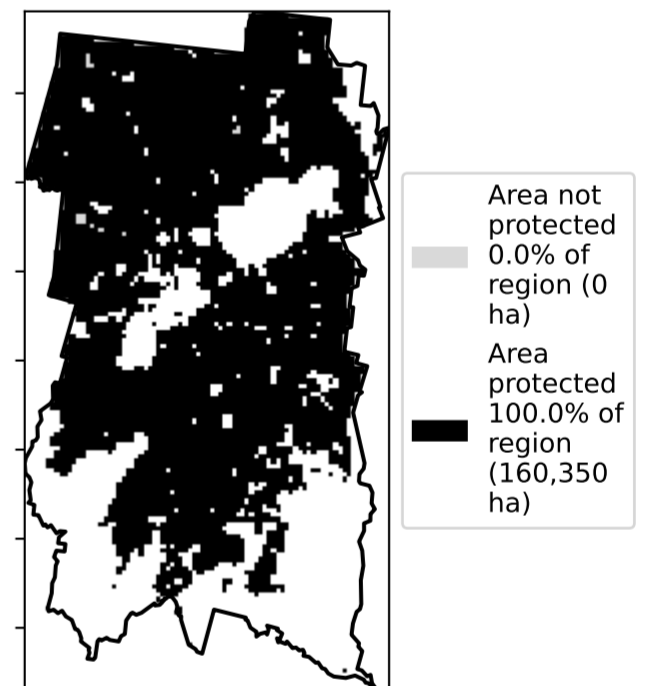 Area not
protected
0.0% of
region (0
ha)
Area
protected
100.0% of
region
(160,350
ha)